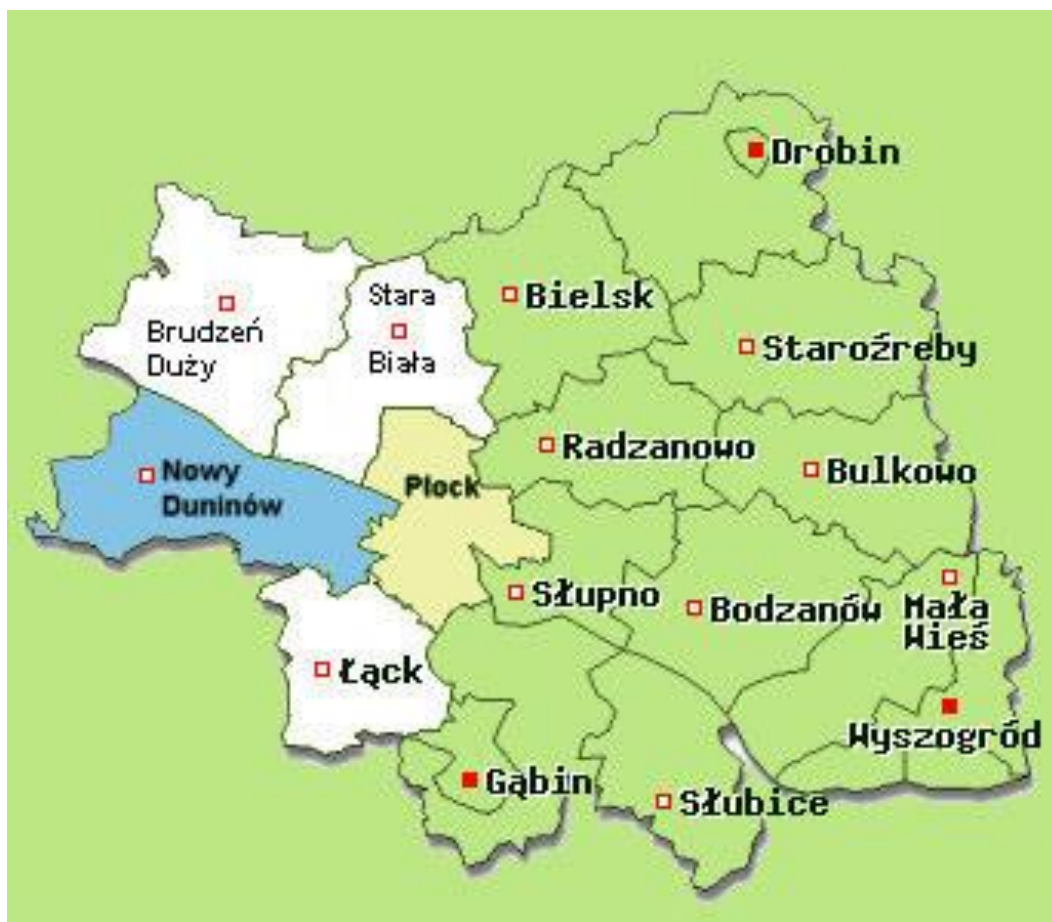 Drobin
Stara
Bielsk
Biała
Brudzeń
Duży
Staroźreby
Radzanowo
Bulkowo
Nowy
Duninów
Płock
Słupno
Bodzanów
Mała
Wieś
Łąck
Wyszogród
Gąbin
Słubice